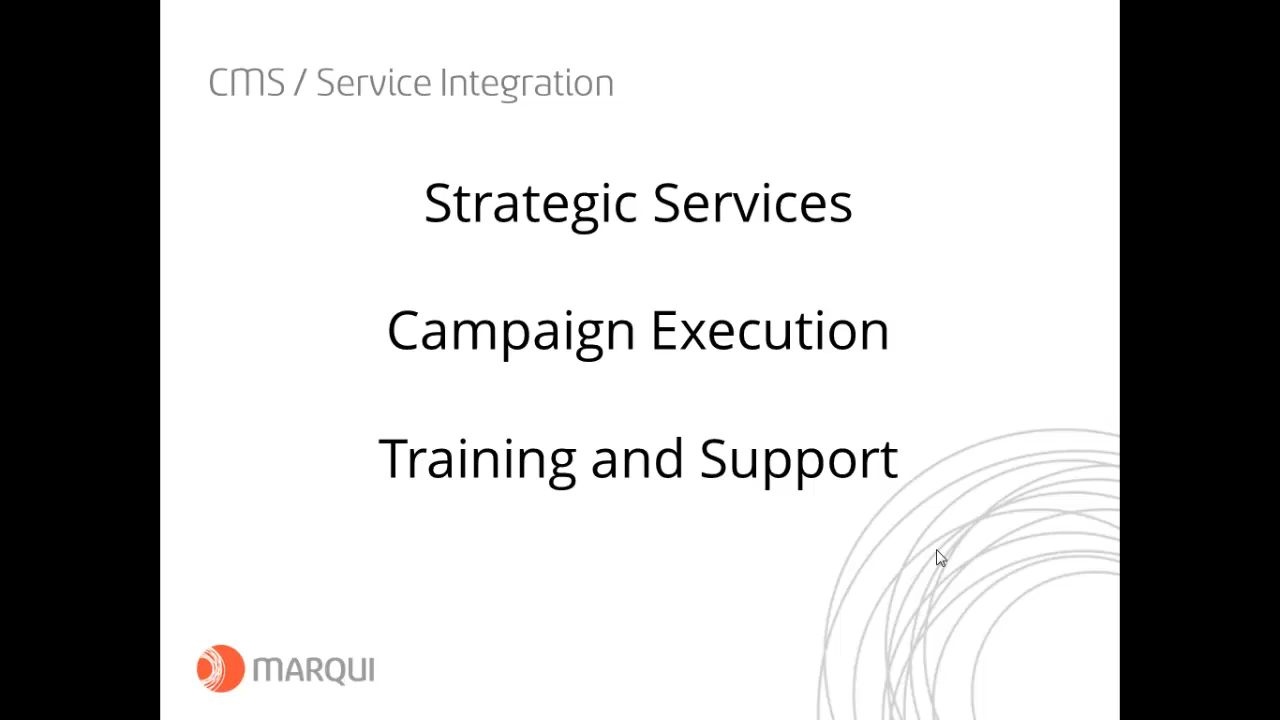 CMS / Service Integration
Strategic Services
Campaign Execution
Training and Support
MARQUI